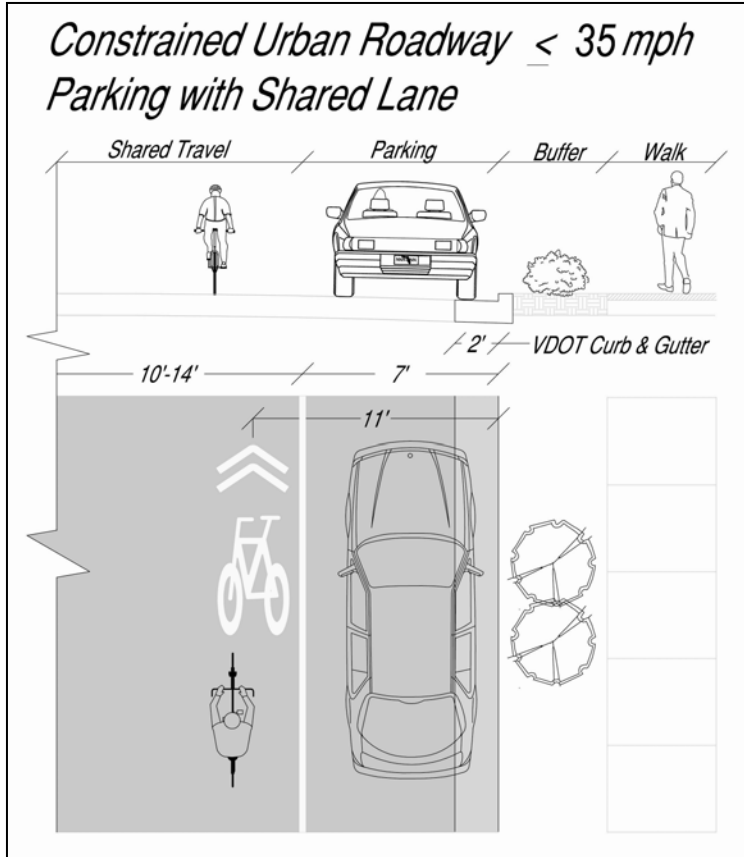 Constrained Urban Roadway ≤ 35 mph
Parking with Shared Lane
Shared Travel Parking Buffer Walk
2' VDOT Curb & Gutter
10'-14' 7'
11'